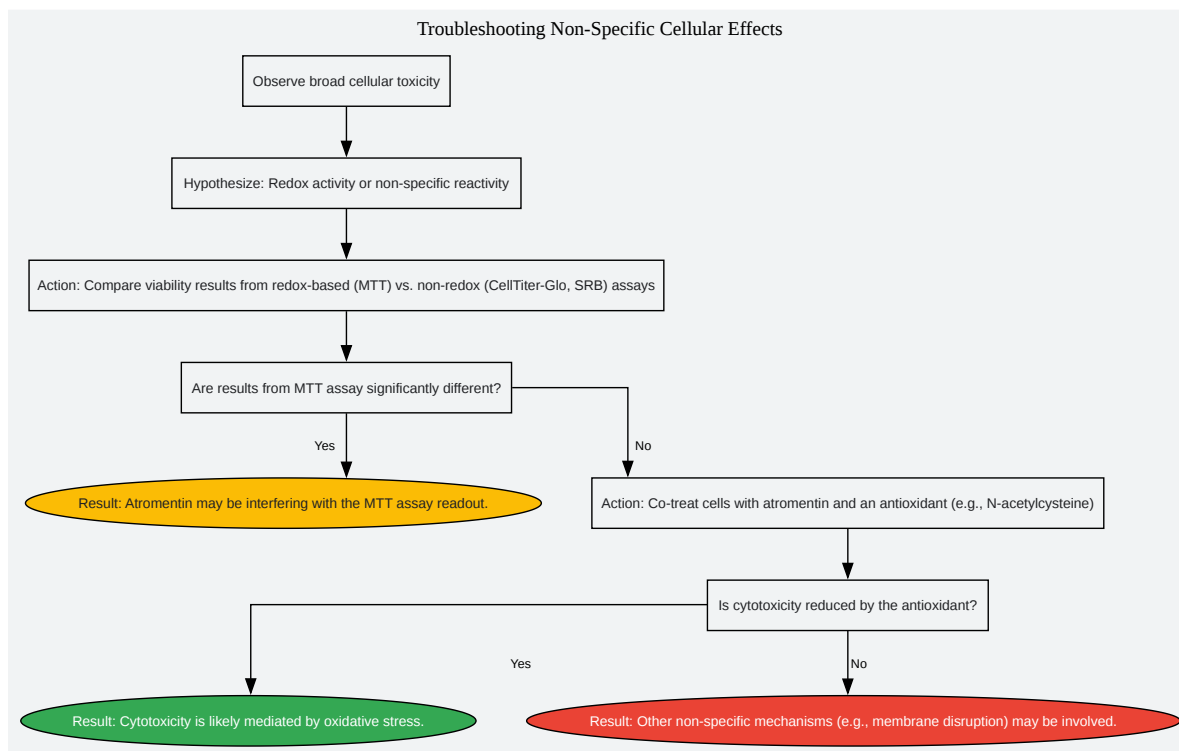 Troubleshooting Non-Specific Cellular Effects
Observe broad cellular toxicity
Hypothesize: Redox activity or non-specific reactivity
Action: Compare viability results from redox-based (MTT) vs. non-redox (CellTiter-Glo, SRB) assays
Are results from MTT assay significantly different?
Yes
No
Result: Atromentin may be interfering with the MTT assay readout.
Action: Co-treat cells with atromentin and an antioxidant (e.g., N-acetylcysteine)
Is cytotoxicity reduced by the antioxidant?
Yes
No
Result: Cytotoxicity is likely mediated by oxidative stress.
Result: Other non-specific mechanisms (e.g., membrane disruption) may be involved.